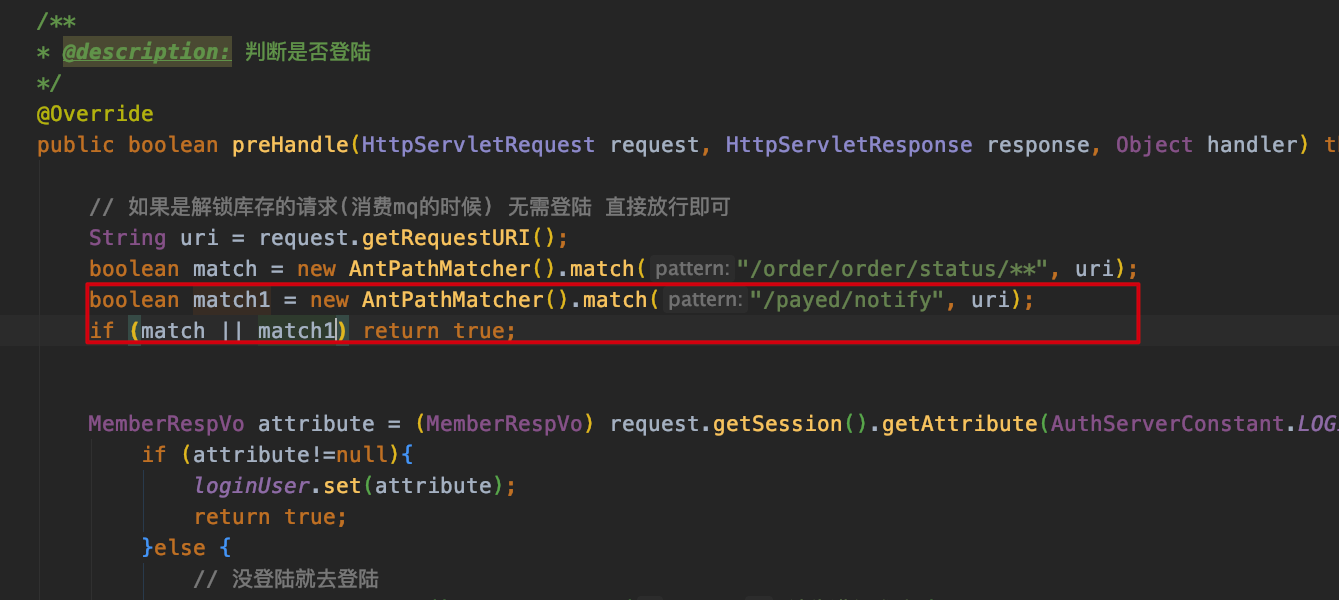 /**
* @description: 判断是否登陆
*/
@Override
public boolean preHandle(HttpServletRequest request, HttpServletResponse response, Object handler) th
// 如果是解锁库存的请求(消费mq的时候) 无需登陆 直接放行即可
String uri = request.getRequestURI();
boolean match = new AntPathMatcher().match( pattern: "/order/order/status/**", uri);
boolean match1 = new AntPathMatcher().match( pattern: "/payed/notify", uri);
if (match || match1) return true;
MemberRespVo attribute = (MemberRespVo) request.getSession().getAttribute(AuthServerConstant.LOG
if (attribute!=null){
loginUser.set(attribute);
return true;
}else {
// 没登陆就去登陆